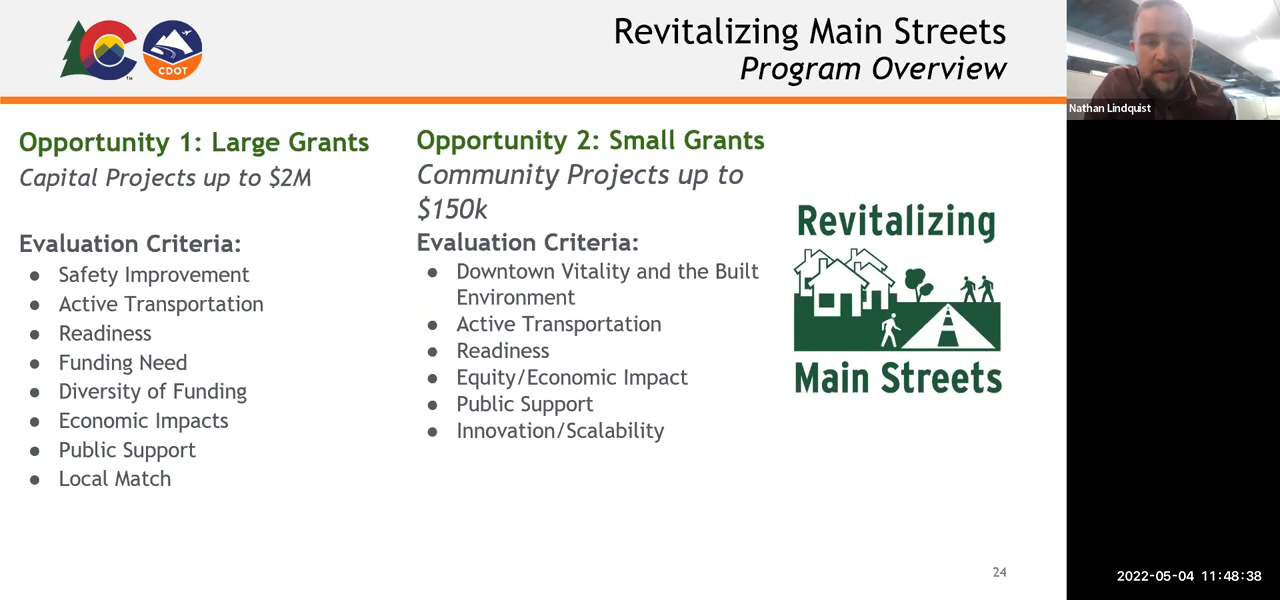 CDOT
Revitalizing Main Streets
Program Overview
Nathan Lindquist
Opportunity 1: Large Grants
Capital Projects up to $2M
Evaluation Criteria:
● Safety Improvement
● Active Transportation
● Readiness
● Funding Need
● Diversity of Funding
● Economic Impacts
● Public Support
● Local Match
Opportunity 2: Small Grants
Community Projects up to
$150k
Evaluation Criteria:
● Downtown Vitality and the Built
Environment
● Active Transportation
● Readiness
● Equity/Economic Impact
● Public Support
● Innovation/Scalability
Revitalizing
Main Streets
24
2022-05-04 11:48:38